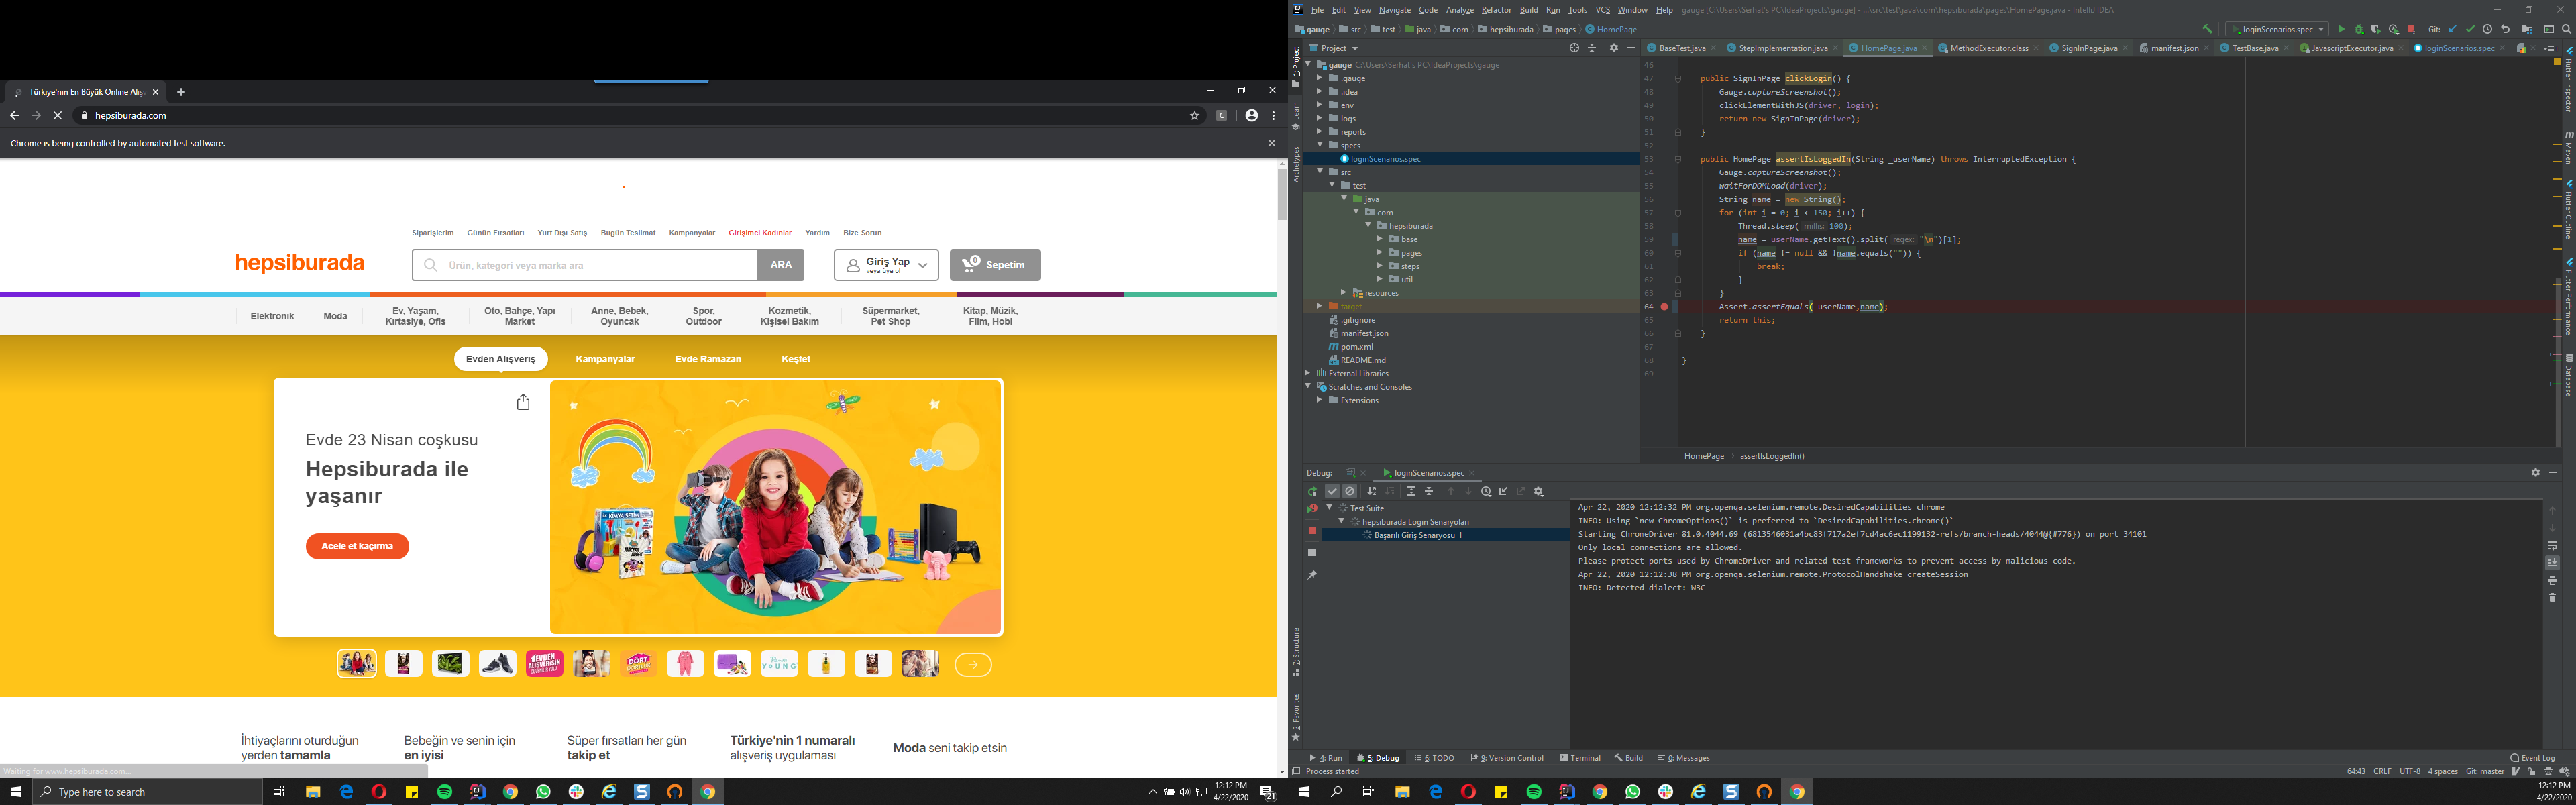 Türkiye'nin En Büyük Online Alış
hepsiburada.com
Chrome is being controlled by automated test software.
Siparişlerim Günün Fırsatları Yurt Dışı Satış Bugün Teslimat Kampanyalar Girişimci Kadınlar Yardım Bize Sorun
hepsiburada
Ürün, kategori veya marka ara
ARA
Giriş Yap
veya üye ol
0
Sepetim
Elektronik
Moda
Ev, Yaşam,
Kırtasiye, Ofis
Oto, Bahçe, Yapı
Market
Anne, Bebek,
Oyuncak
Spor,
Outdoor
Kozmetik,
Kişisel Bakım
Süpermarket,
Pet Shop
Kitap, Müzik,
Film, Hobi
Evden Alışveriş Kampanyalar Evde Ramazan Keşfet
Evde 23 Nisan coşkusu
Hepsiburada ile
yaşanır
Acele et kaçırma
İhtiyaçlarını oturduğun
yerden tamamla
Bebeğin ve senin için
en iyisi
Süper fırsatları her gün
takip et
Türkiye'nin 1 numaralı
alışveriş uygulaması
Moda seni takip etsin
Waiting for www.hepsiburada.com...
Type here to search
12:12 PM
4/22/2020
21
File Edit View Navigate Code Analyze Refactor Build Run Tools VCS Window Help gauge [C:\Users\Serhat's PC\IdeaProjects\gauge] - ...\src\test\java\com\hepsiburada\pages\HomePage.java - IntelliJ IDEA
gauge src test java com hepsiburada pages HomePage
loginScenarios.spec
Git:
1: Project
Learn
Archetypes
7: Structure
2: Favorites
Project
gauge C:\Users\Serhat's PC\IdeaProjects\gauge
.gauge
.idea
env
logs
reports
specs
loginScenarios.spec
src
test
java
com
hepsiburada
base
pages
steps
util
resources
target
.gitignore
manifest.json
pom.xml
README.md
External Libraries
Scratches and Consoles
Extensions
BaseTest.java StepImplementation.java HomePage.java MethodExecutor.class SignInPage.java manifest.json TestBase.java JavascriptExecutor.java loginScenarios.spec
46
47 public SignInPage clickLogin() {
48 Gauge.captureScreenshot();
49 clickElementWithJS(driver, login);
50 return new SignInPage(driver);
51 }
52
53 public HomePage assertIsLoggedIn(String _userName) throws InterruptedException {
54 Gauge.captureScreenshot();
55 waitForDOMLoad(driver);
56 String name = new String();
57 for (int i = 0; i < 150; i++) {
58 Thread.sleep( millis: 100);
59 name = userName.getText().split( regex: "\n")[1];
60 if (name != null && !name.equals("")) {
61 break;
62 }
63 }
64 Assert.assertEquals(_userName,name);
65 return this;
66 }
67
68 }
69
HomePage assertIsLoggedIn()
Flutter Inspector
Maven
Flutter Outline
Flutter Performance
Database
Debug: loginScenarios.spec
Test Suite
hepsiburada Login Senaryoları
Başarılı Giriş Senaryosu_1
Apr 22, 2020 12:12:32 PM org.openqa.selenium.remote.DesiredCapabilities chrome
INFO: Using `new ChromeOptions()` is preferred to `DesiredCapabilities.chrome()`
Starting ChromeDriver 81.0.4044.69 (6813546031a4bc83f717a2ef7cd4ac6ec1199132-refs/branch-heads/4044@{#776}) on port 34101
Only local connections are allowed.
Please protect ports used by ChromeDriver and related test frameworks to prevent access by malicious code.
Apr 22, 2020 12:12:38 PM org.openqa.selenium.remote.ProtocolHandshake createSession
INFO: Detected dialect: W3C
4: Run 5: Debug 6: TODO 9: Version Control Terminal Build 0: Messages Event Log
Process started
64:43 CRLF UTF-8 4 spaces Git: master
12:12 PM
4/22/2020